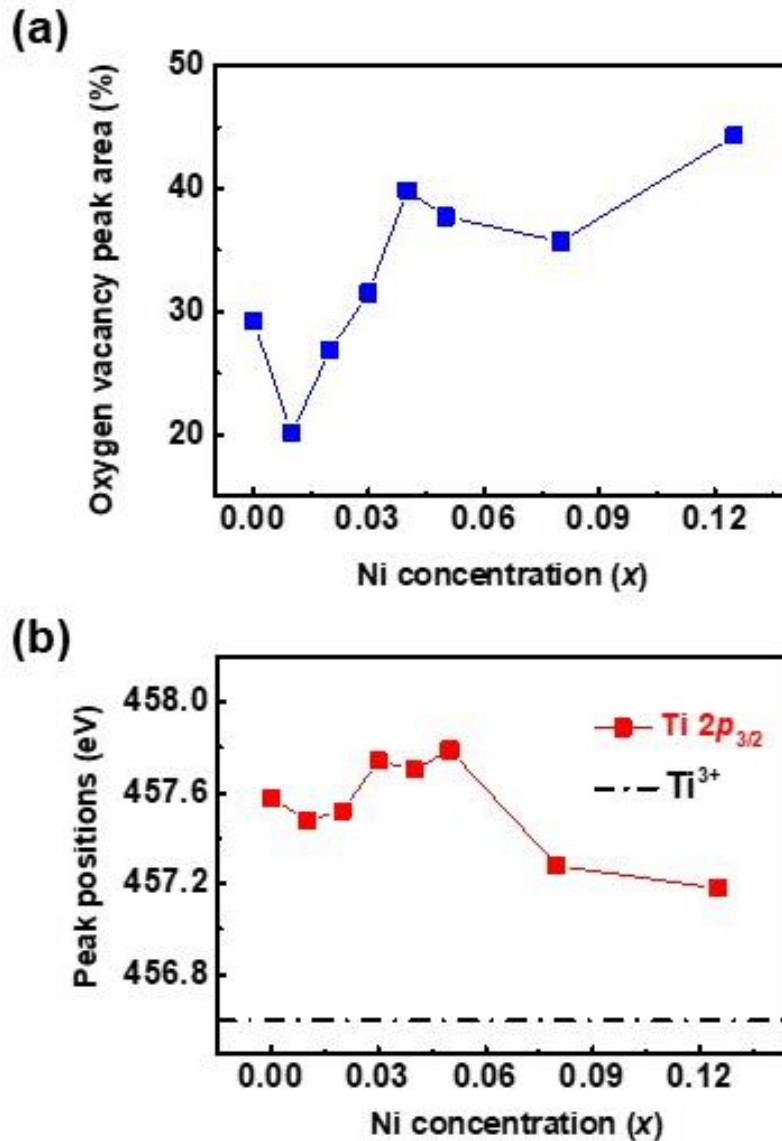 (a)
Oxygen vacancy peak area (%)
50
40
30
20
0.00 0.03 0.06 0.09 0.12
Ni concentration (x)
(b)
Peak positions (eV)
458.0
457.6
457.2
456.8
Ti 2p3/2
Ti3+
0.00 0.03 0.06 0.09 0.12
Ni concentration (x)